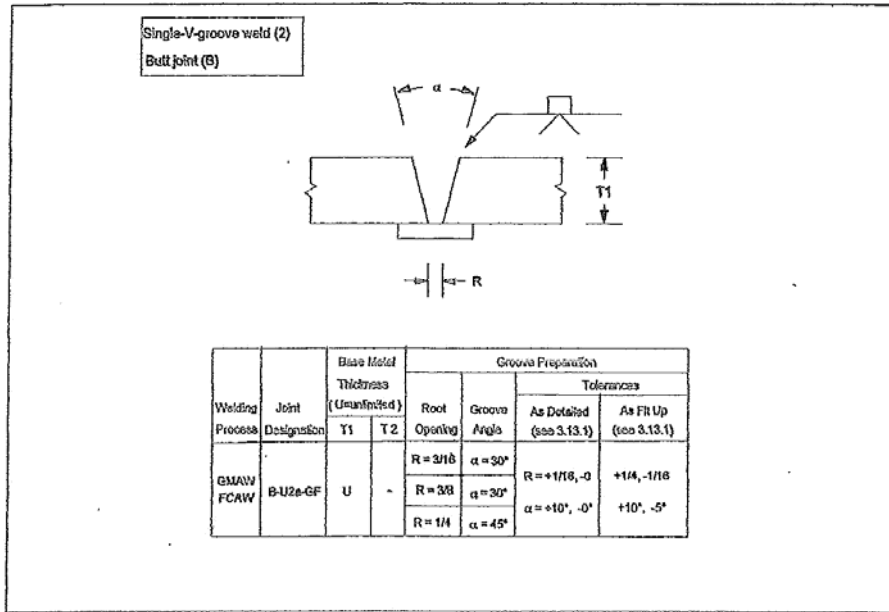 Single-V-groove weld (2)
Butt joint (B)
α
T1
R
Base Metal
Groove Preparation
Thickness
Tolerances
(Ununlimited)
Welding
Joint
Root
Groove
As Detailed
As Fit Up
Process
Designation
T1
T2
Opening
Angle
(see 3.13.1)
(see 3.13.1)
GMAW
FCAW
B-U2a-GF
U
-
R = 3/16
α = 30°
R = +1/16, -0
+1/4, -1/16
R = 3/8
α = 30°
α = +10°, -0°
+10°, -5°
R = 1/4
α = 45°